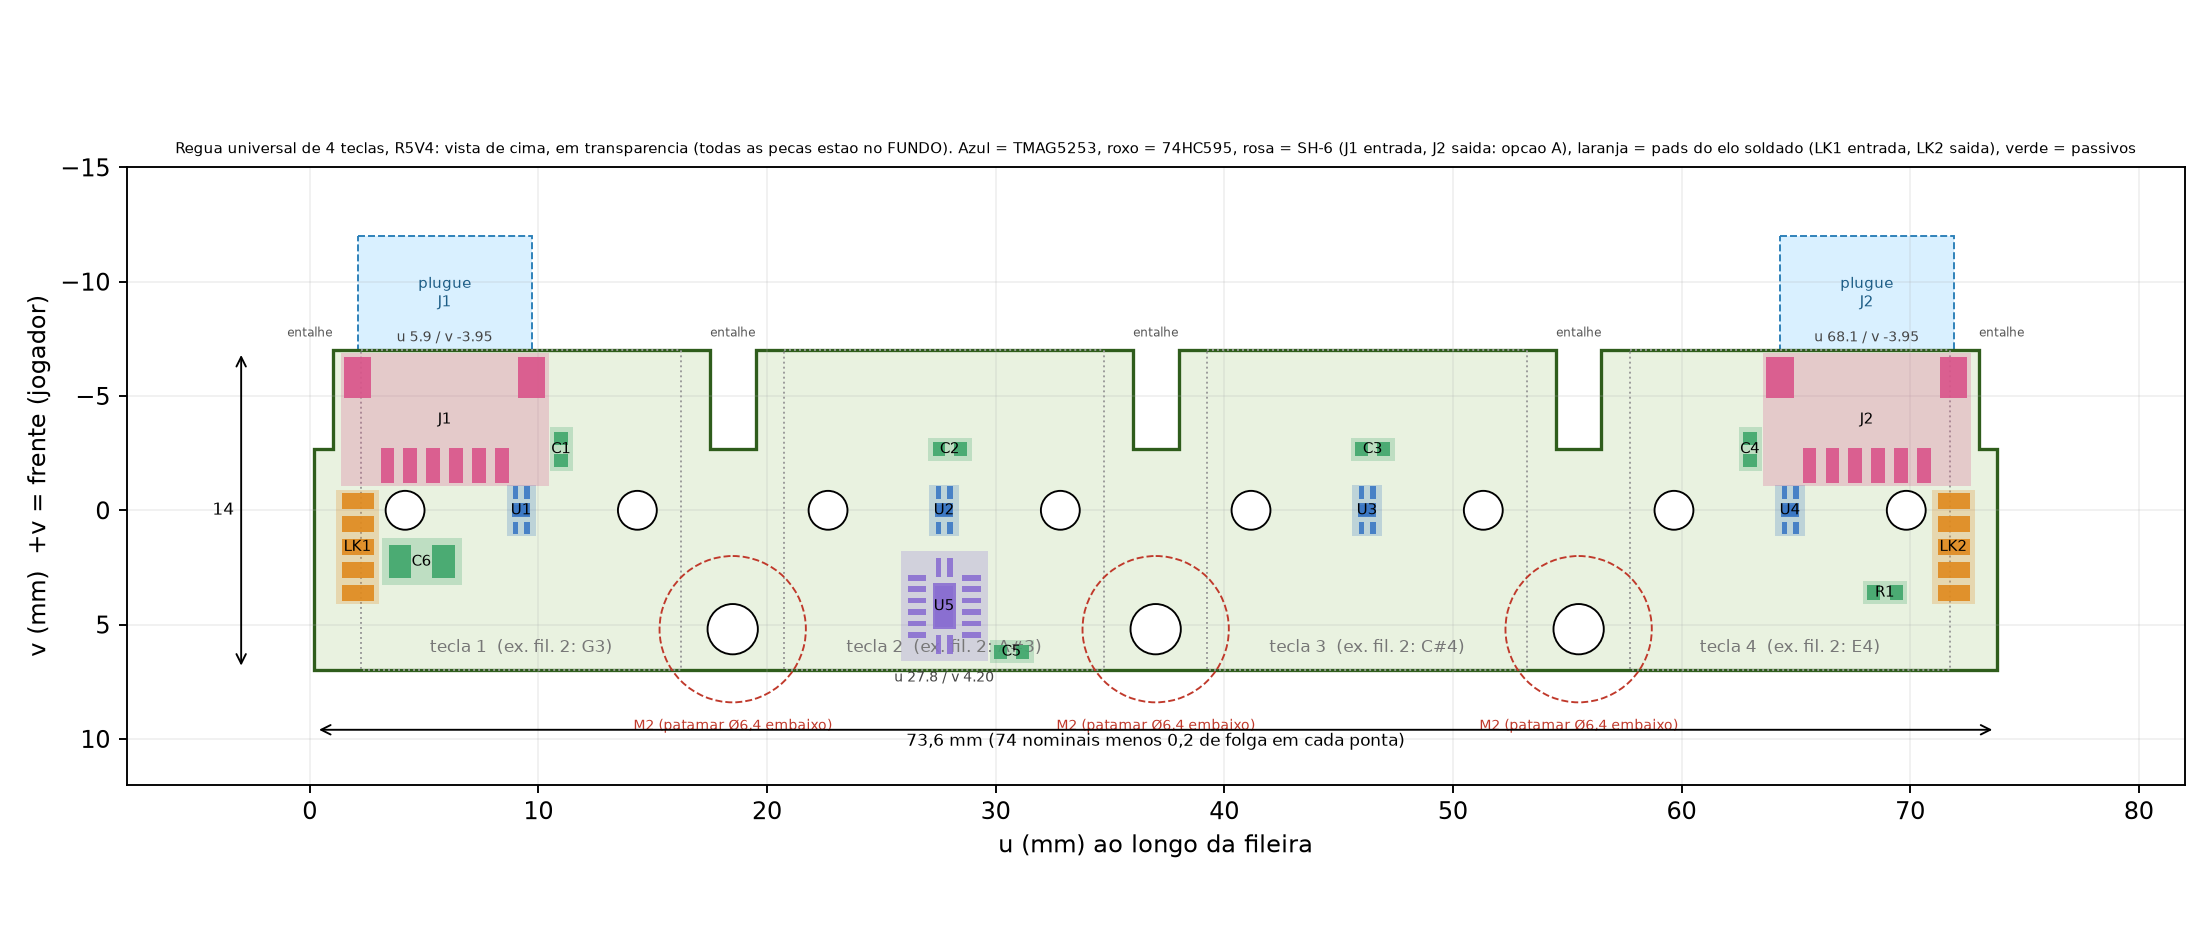 Regua universal de 4 teclas, R5V4: vista de cima, em transparencia (todas as pecas estao no FUNDO). Azul = TMAG5253, roxo = 74HC595, rosa = SH-6 (J1 entrada, J2 saida: opcao A), laranja = pads do elo soldado (LK1 entrada, LK2 saida), verde = passivos
−15
−10
−5
0
5
10
v (mm)  +v = frente (jogador)
plugue
J1
plugue
J2
u 5.9 / v -3.95
u 68.1 / v -3.95
entalhe
entalhe
entalhe
entalhe
entalhe
J1
J2
C1
C2
C3
C4
14
U1
U2
U3
U4
LK1
LK2
C6
R1
U5
C5
tecla 1  (ex. fil. 2: G3)
tecla 2  (ex. fil. 2: A#3)
tecla 3  (ex. fil. 2: C#4)
tecla 4  (ex. fil. 2: E4)
u 27.8 / v 4.20
M2 (patamar Ø6.4 embaixo)
M2 (patamar Ø6.4 embaixo)
M2 (patamar Ø6.4 embaixo)
73,6 mm (74 nominais menos 0,2 de folga em cada ponta)
0
10
20
30
40
50
60
70
80
u (mm) ao longo da fileira